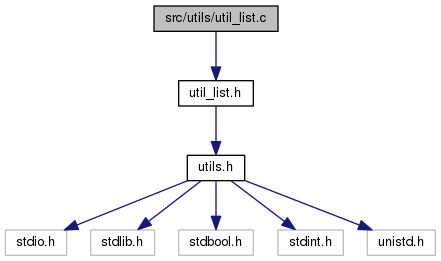 src/utils/util_list.c
util_list.h
utils.h
stdio.h
stdlib.h
stdbool.h
stdint.h
unistd.h